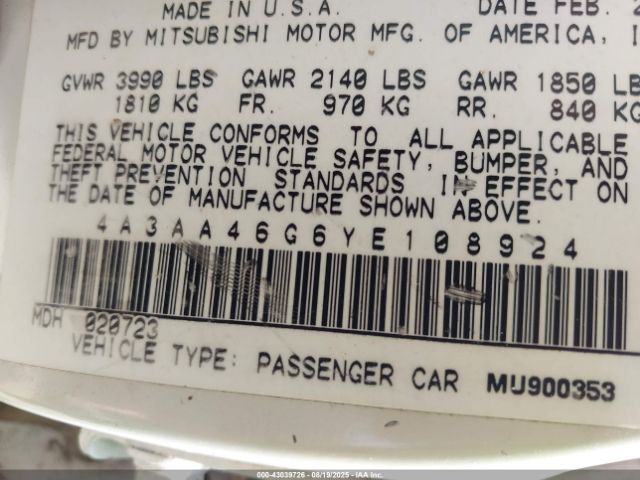 MADE IN U.S.A. DATE FEB.
MFD BY MITSUBISHI MOTOR MFG. OF AMERICA,
GVWR 3990 LBS GAWR 2140 LBS GAWR 1850 LB
1810 KG FR. 970 KG RR. 840 KG
THIS VEHICLE CONFORMS TO ALL APPLICABLE
FEDERAL MOTOR VEHICLE SAFETY, BUMPER, AND
THEFT PREVENTION STANDARDS IN EFFECT ON
THE DATE OF MANUFACTURE SHOWN ABOVE.
4A3AA46G6YE108924
MDH 020723
VEHICLE TYPE: PASSENGER CAR MU900353
000-43039726 - 08/19/2025 - IAA Inc.